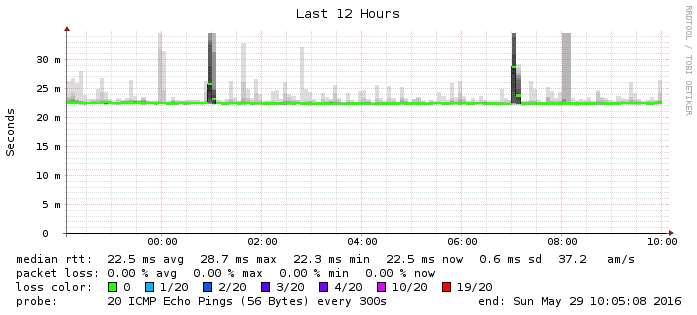 Last 12 Hours
RRDTOOL / TOBI OETIKER
Seconds
30 m
25 m
20 m
15 m
10 m
5 m
0
00:00 02:00 04:00 06:00 08:00 10:00
median rtt: 22.5 ms avg 28.7 ms max 22.3 ms min 22.5 ms now 0.6 ms sd 37.2 am/s
packet loss: 0.00 % avg 0.00 % max 0.00 % min 0.00 % now
loss color: 0 1/20 2/20 3/20 4/20 10/20 19/20
probe: 20 ICMP Echo Pings (56 Bytes) every 300s end: Sun May 29 10:05:08 2016